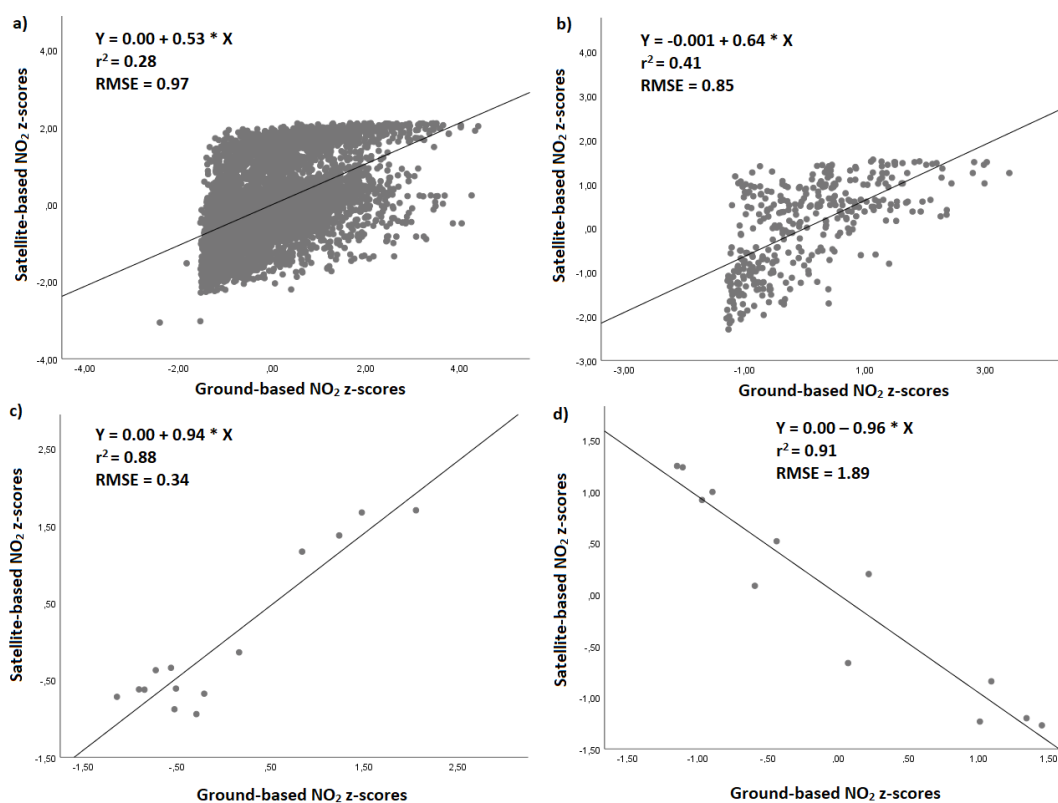 a)
Y = 0.00 + 0.53 * X
r² = 0.28
RMSE = 0.97
Satellite-based NO₂ z-scores
4,00
2,00
,00
-2,00
-4,00
-4,00 -2,00 ,00 2,00 4,00
Ground-based NO₂ z-scores
b)
Y = -0.001 + 0.64 * X
r² = 0.41
RMSE = 0.85
Satellite-based NO₂ z-scores
4,00
3,00
2,00
1,00
,00
-1,00
-2,00
-3,00
-3,00 -1,00 1,00 3,00
Ground-based NO₂ z-scores
c)
Y = 0.00 + 0.94 * X
r² = 0.88
RMSE = 0.34
Satellite-based NO₂ z-scores
2,50
1,50
,50
-,50
-1,50
-1,50 -,50 ,50 1,50 2,50
Ground-based NO₂ z-scores
d)
Y = 0.00 – 0.96 * X
r² = 0.91
RMSE = 1.89
Satellite-based NO₂ z-scores
1,50
1,00
,50
,00
-,50
-1,00
-1,50
-1,50 -1,00 -,50 ,00 ,50 1,00 1,50
Ground-based NO₂ z-scores